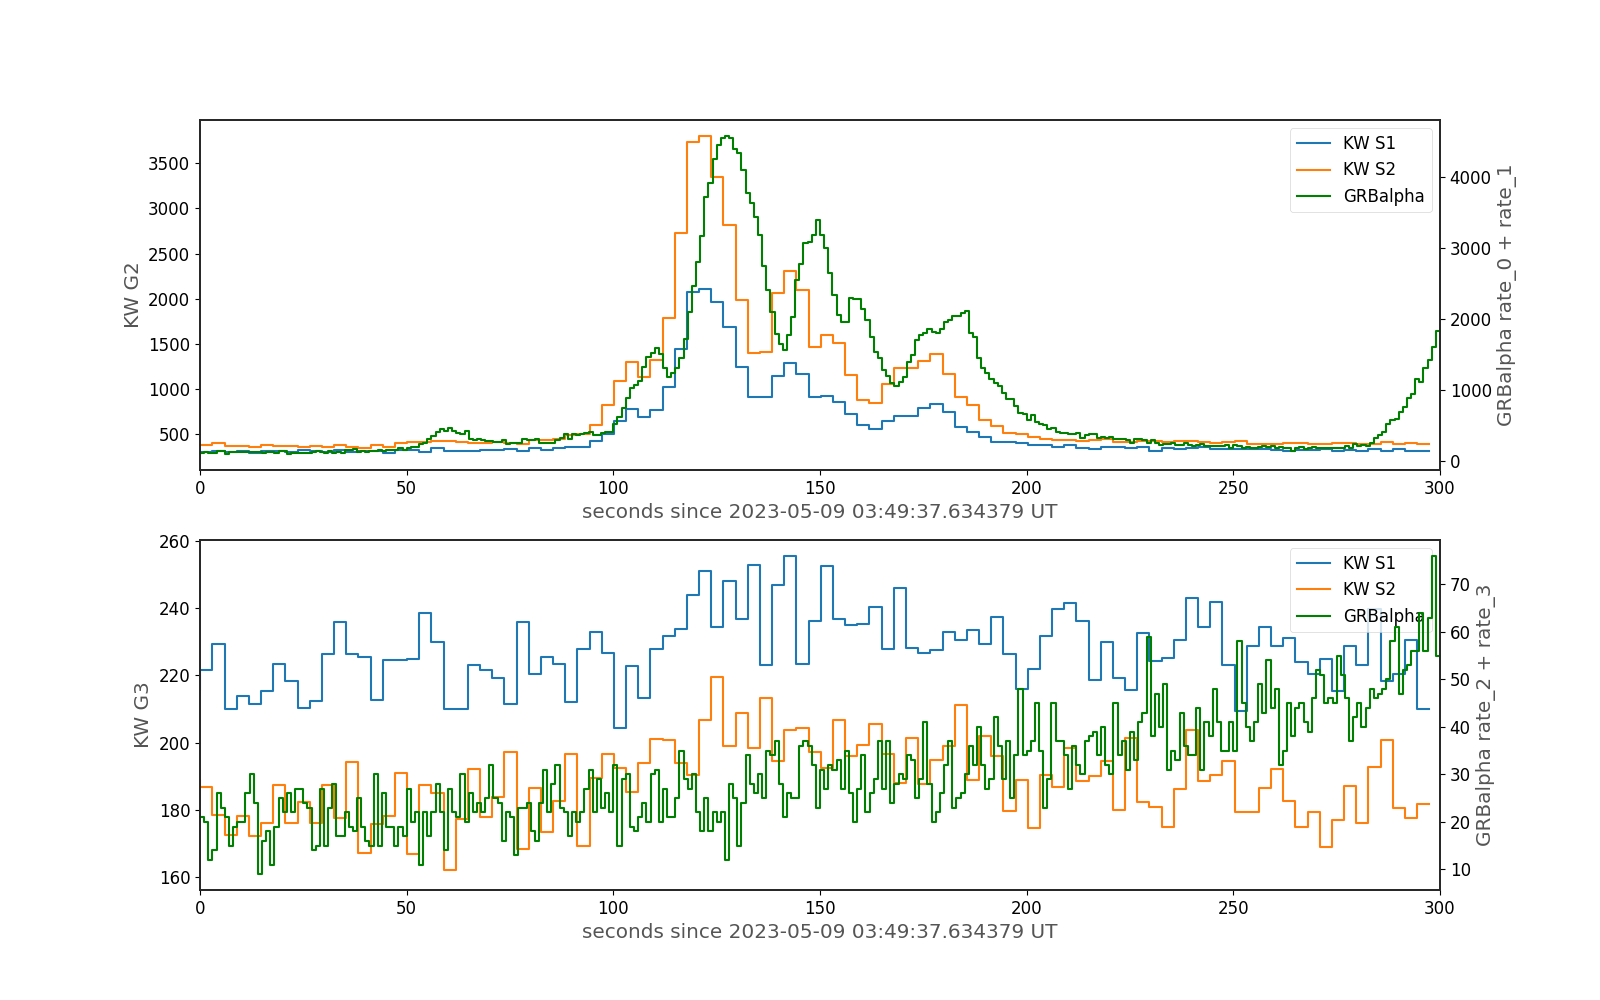 KW S1
KW S2
GRBalpha
3500
3000
2500
2000
1500
1000
500
4000
3000
2000
1000
0
KW G2
GRBalpha rate_0 + rate_1
0 50 100 150 200 250 300
seconds since 2023-05-09 03:49:37.634379 UT
KW S1
KW S2
GRBalpha
260
240
220
200
180
160
70
60
50
40
30
20
10
KW G3
GRBalpha rate_2 + rate_3
0 50 100 150 200 250 300
seconds since 2023-05-09 03:49:37.634379 UT